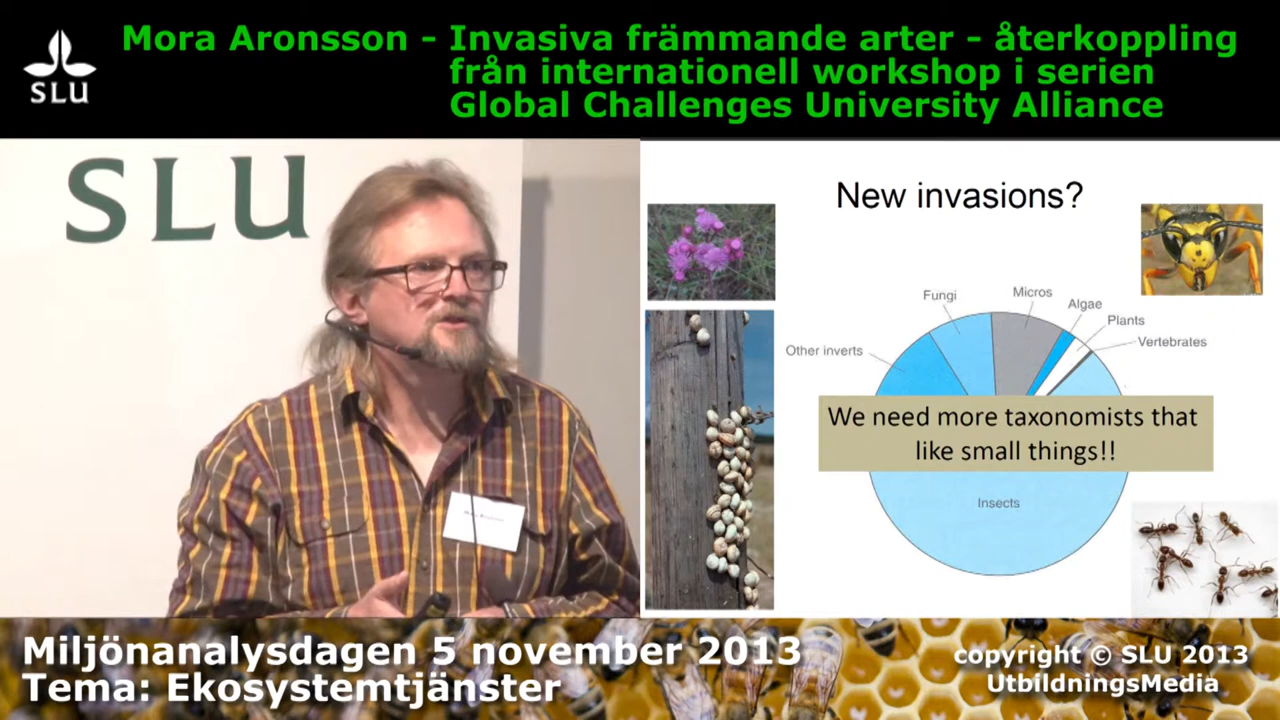 Mora Aronsson - Invasiva främmande arter - återkoppling
från internationell workshop i serien
Global Challenges University Alliance
SLU
SLU
New invasions?
Fungi
Micros
Algae
Plants
Vertebrates
Other inverts
We need more taxonomists that
like small things!!
Insects
Miljönanalysdagen 5 november 2013
Tema: Ekosystemtjänster
copyright © SLU 2013
UtbildningsMedia